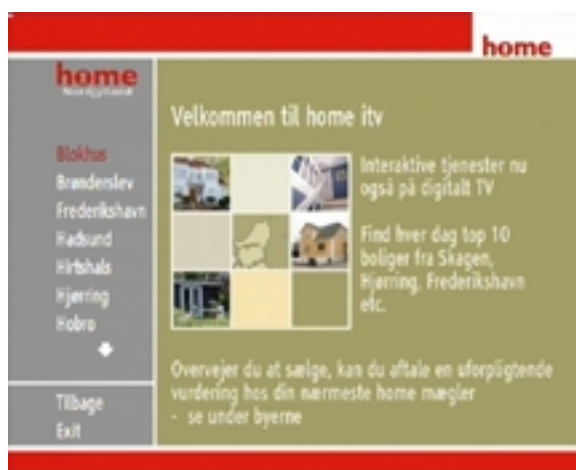 home
home
Nordjylland
Blokhus
Brønderslev
Frederikshavn
Hadsund
Hirtshals
Hjørring
Hobro
Tilbage
Exit
Velkommen til home itv
Interaktive tjenester nu
også på digitalt TV
Find hver dag top 10
boliger fra Skagen,
Hjørring, Frederikshavn
etc.
Overvejer du at sælge, kan du aftale en uforpligtende
vurdering hos din nærmeste home mægler
- se under byerne